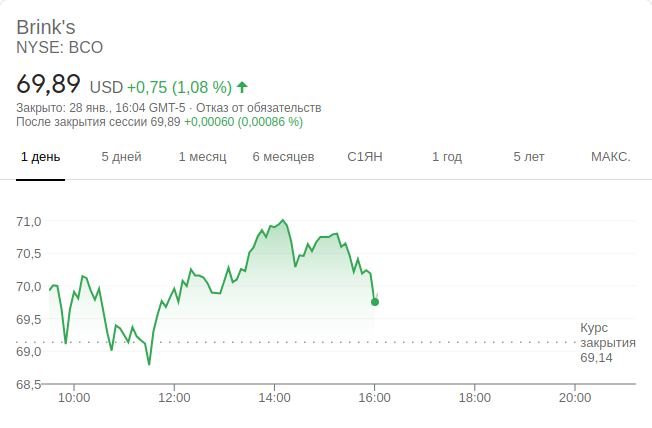 Brink's
NYSE: BCO
69,89 USD +0,75 (1,08 %)
Закрыто: 28 янв., 16:04 GMT-5 · Отказ от обязательств
После закрытия сессии 69,89 +0,00060 (0,00086 %)
1 день 5 дней 1 месяц 6 месяцев С1ЯН 1 год 5 лет МАКС.
71,0
70,5
70,0
69,5
69,0
68,5
Курс
закрытия
69,14
10:00 12:00 14:00 16:00 18:00 20:00